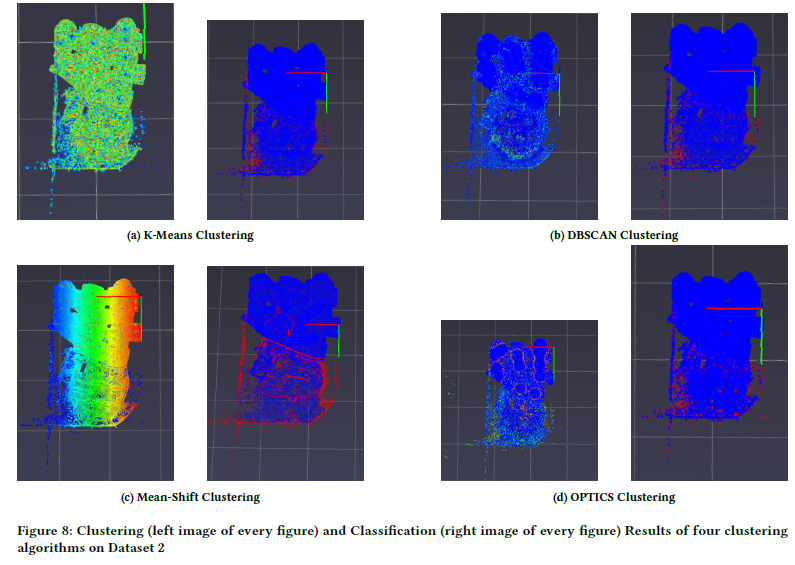 (a) K-Means Clustering
(b) DBSCAN Clustering
(c) Mean-Shift Clustering
(d) OPTICS Clustering
Figure 8: Clustering (left image of every figure) and Classification (right image of every figure) Results of four clustering
algorithms on Dataset 2